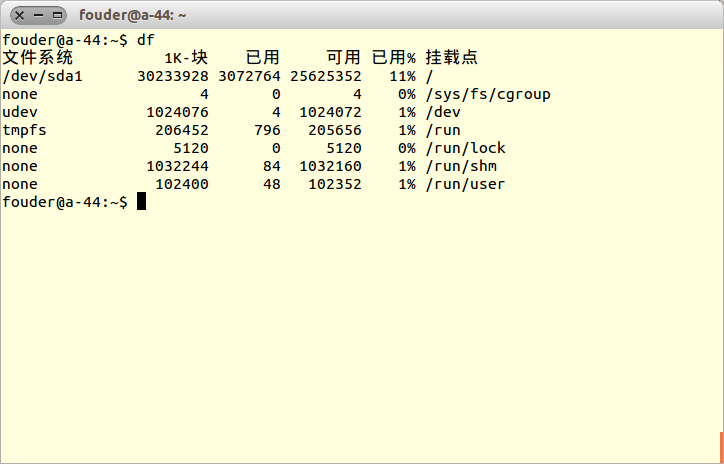 fouder@a-44: ~
fouder@a-44:~$ df
文件系统 1K-块 已用 可用 已用% 挂载点
/dev/sda1 30233928 3072764 25625352 11% /
none 4 0 4 0% /sys/fs/cgroup
udev 1024076 4 1024072 1% /dev
tmpfs 206452 796 205656 1% /run
none 5120 0 5120 0% /run/lock
none 1032244 84 1032160 1% /run/shm
none 102400 48 102352 1% /run/user
fouder@a-44:~$